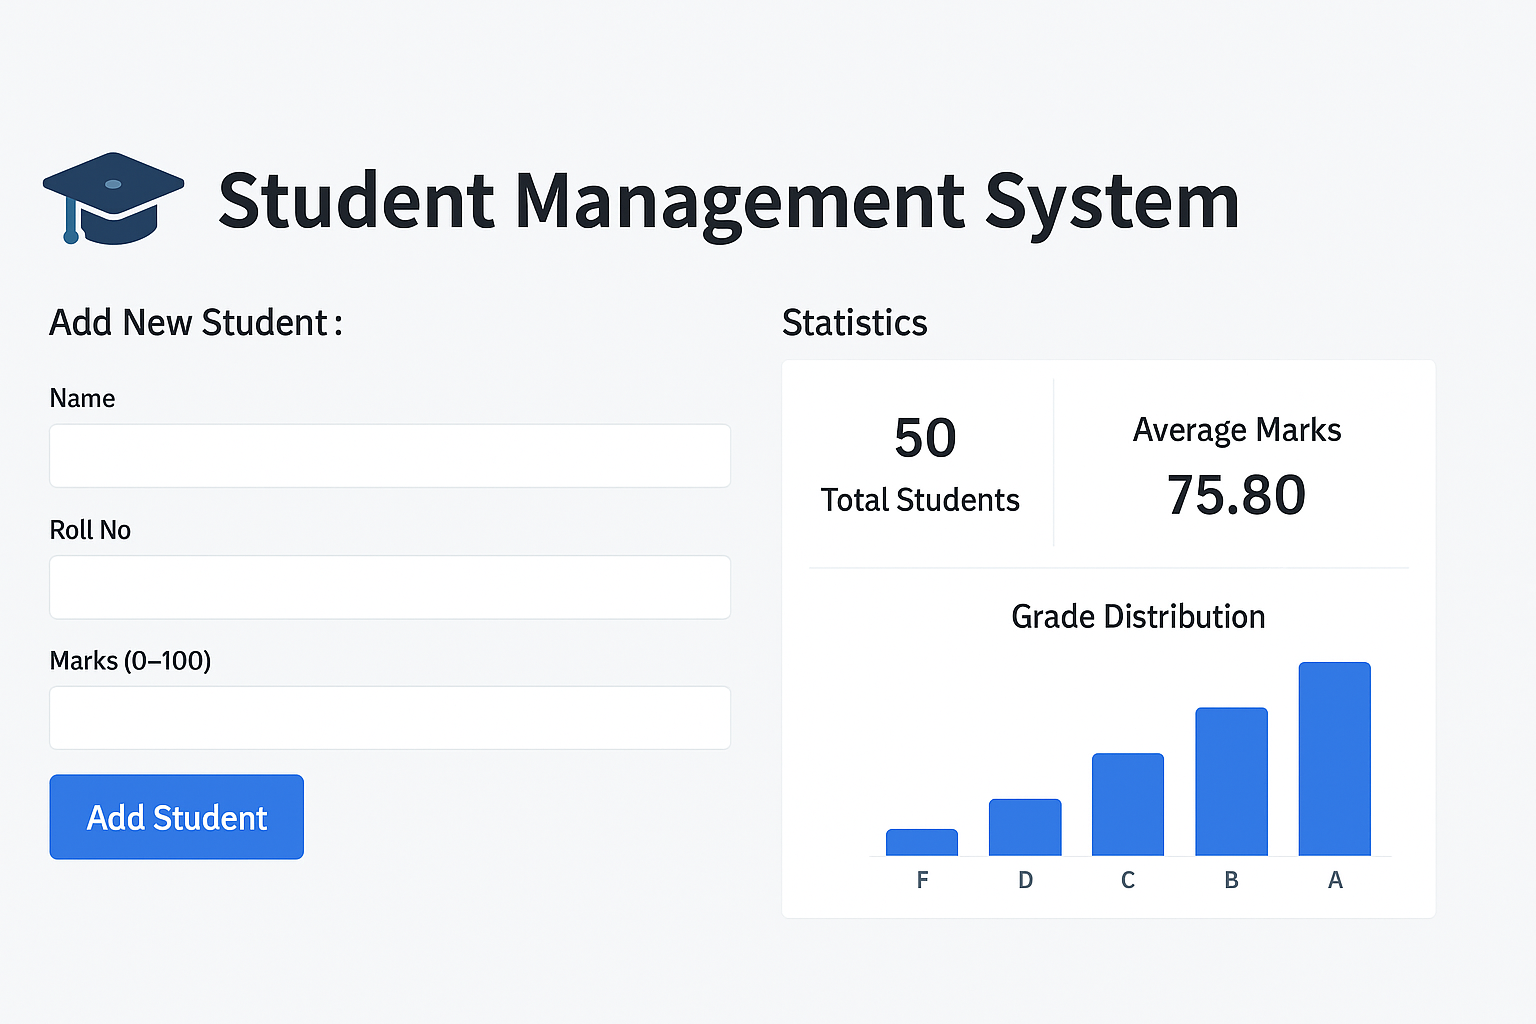 Student Management System
Add New Student :
Name
Roll No
Marks (0–100)
Add Student
Statistics
50
Total Students
Average Marks
75.80
Grade Distribution
F D C B A